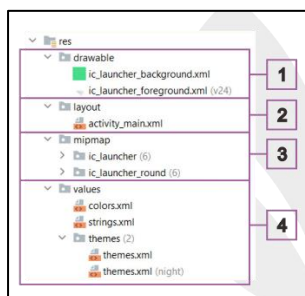 res
drawable
ic_launcher_background.xml
ic_launcher_foreground.xml (v24)
1
layout
activity_main.xml
2
mipmap
ic_launcher (6)
ic_launcher_round (6)
3
values
colors.xml
strings.xml
themes (2)
themes.xml
themes.xml (night)
4